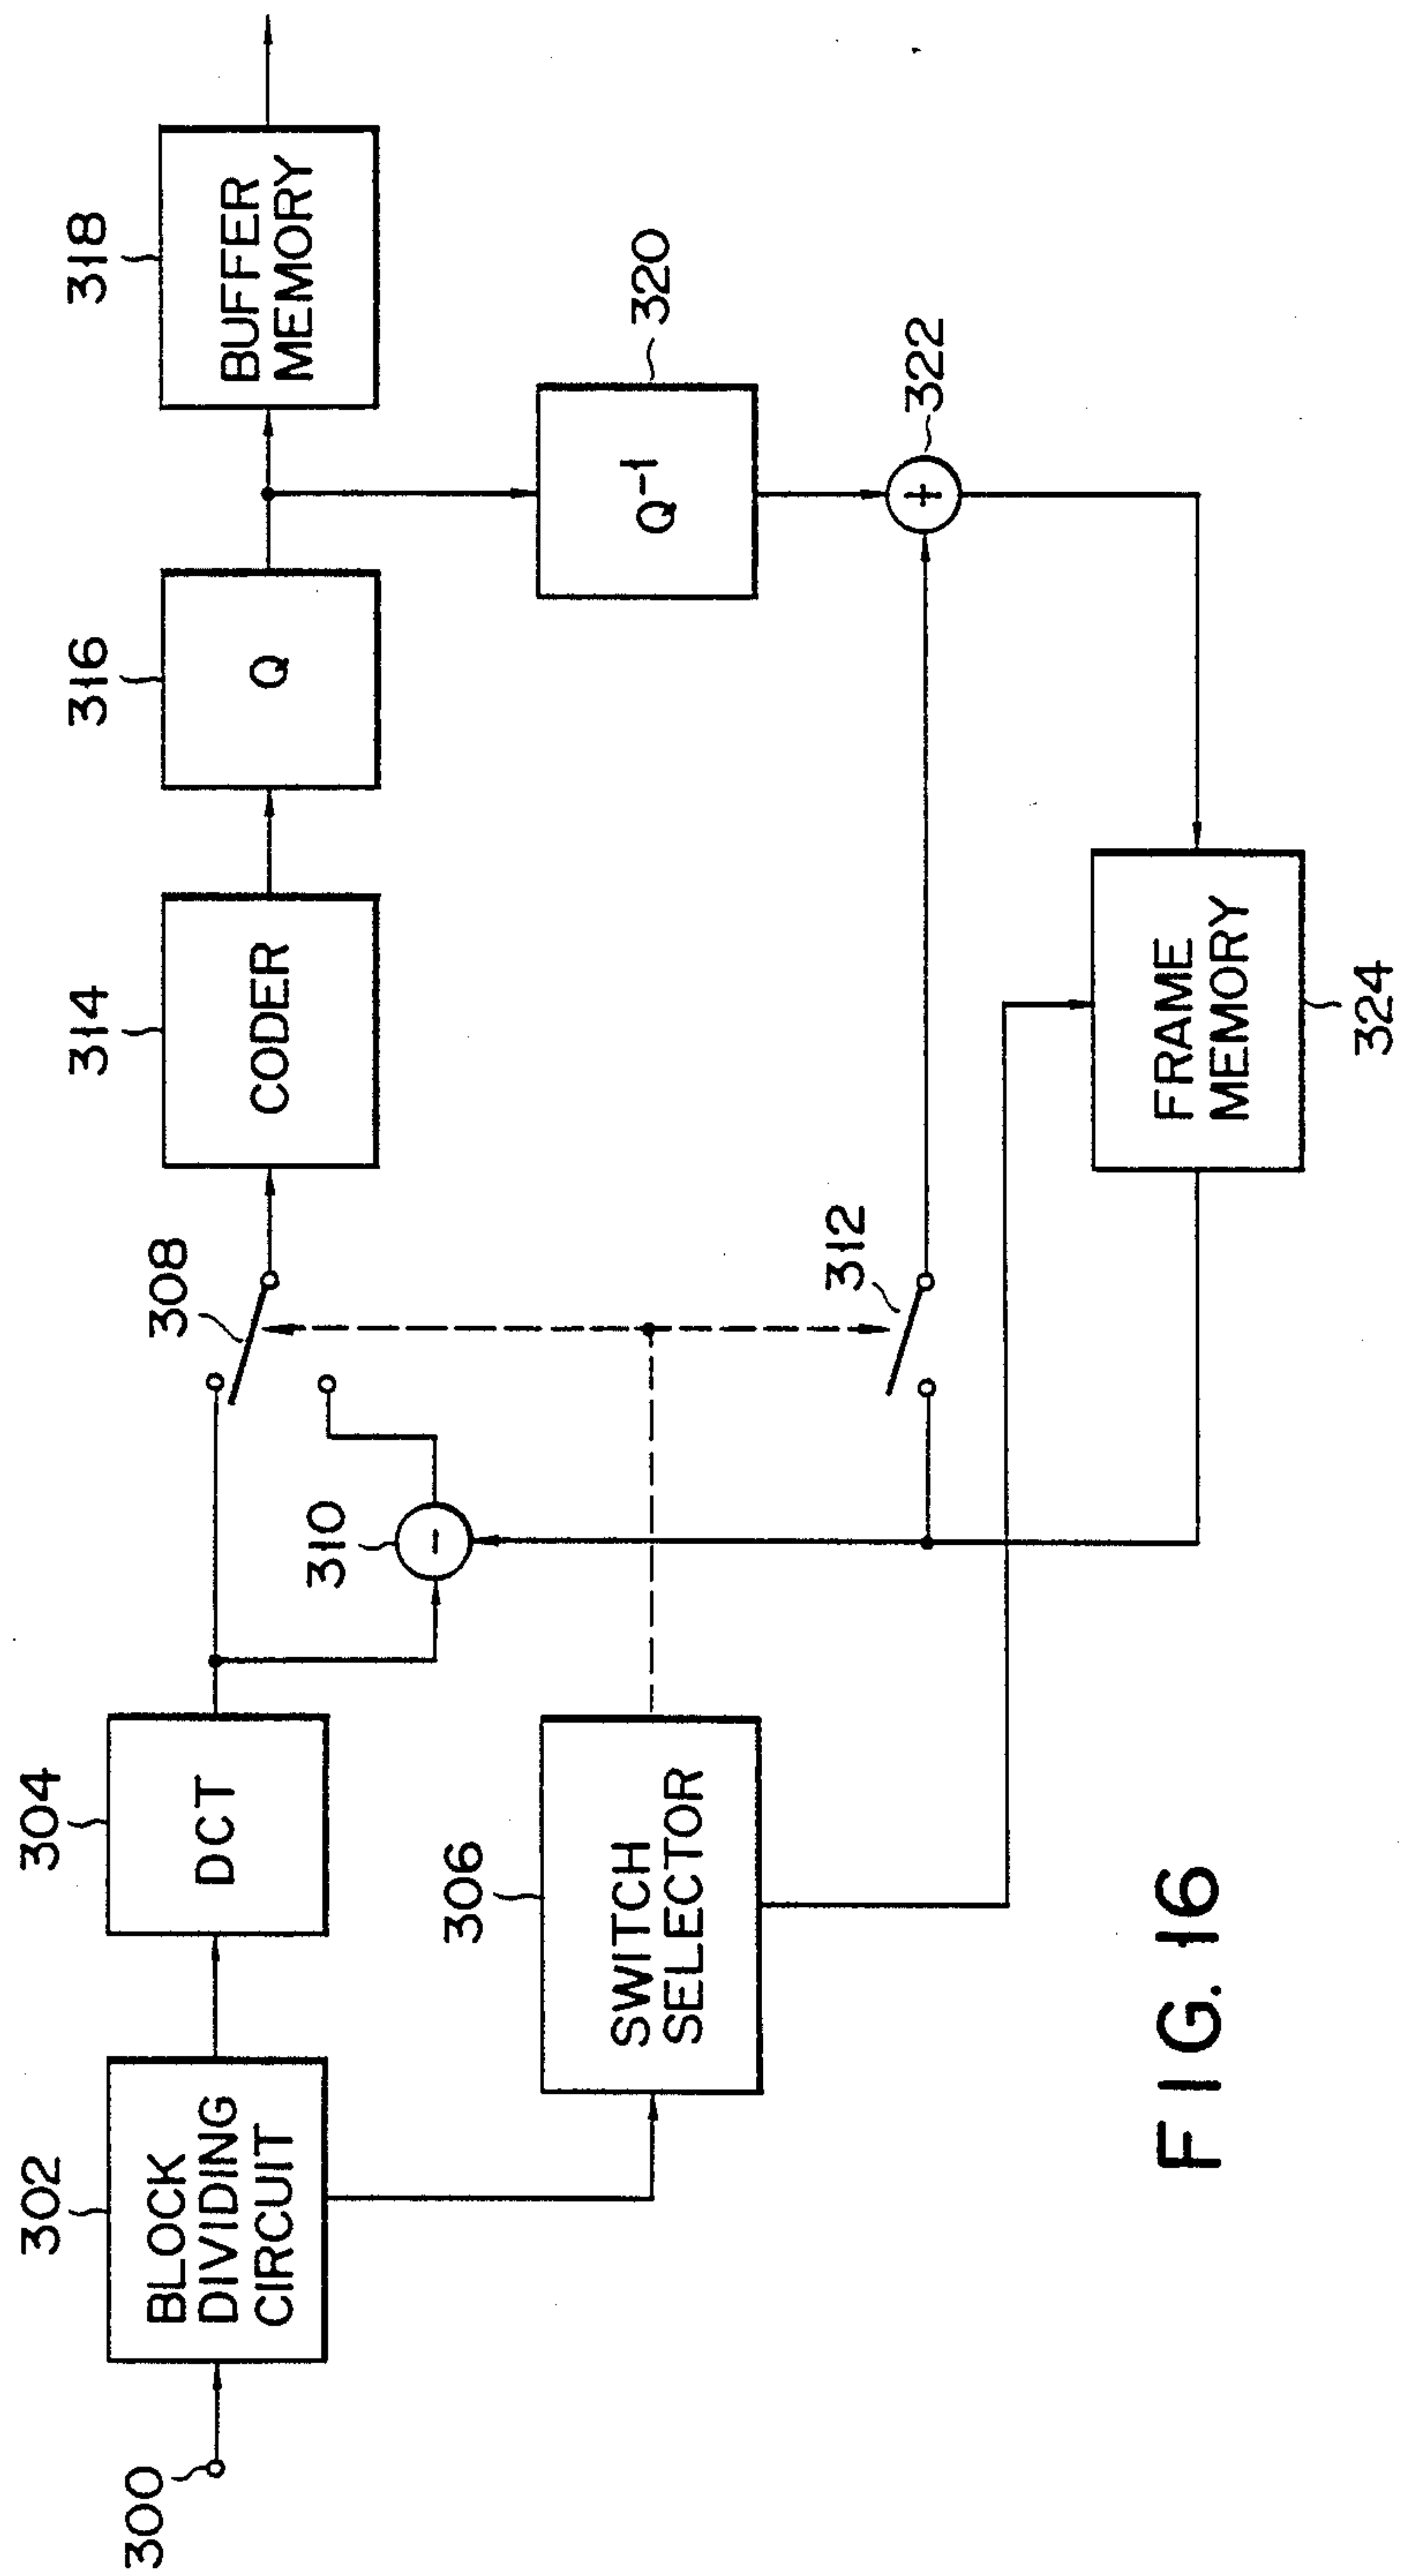 300
302
BLOCK
DIVIDING
CIRCUIT
304
DCT
306
SWITCH
SELECTOR
308
310
−
312
314
CODER
316
Q
318
BUFFER
MEMORY
320
Q⁻¹
322
+
324
FRAME
MEMORY
FIG. 16